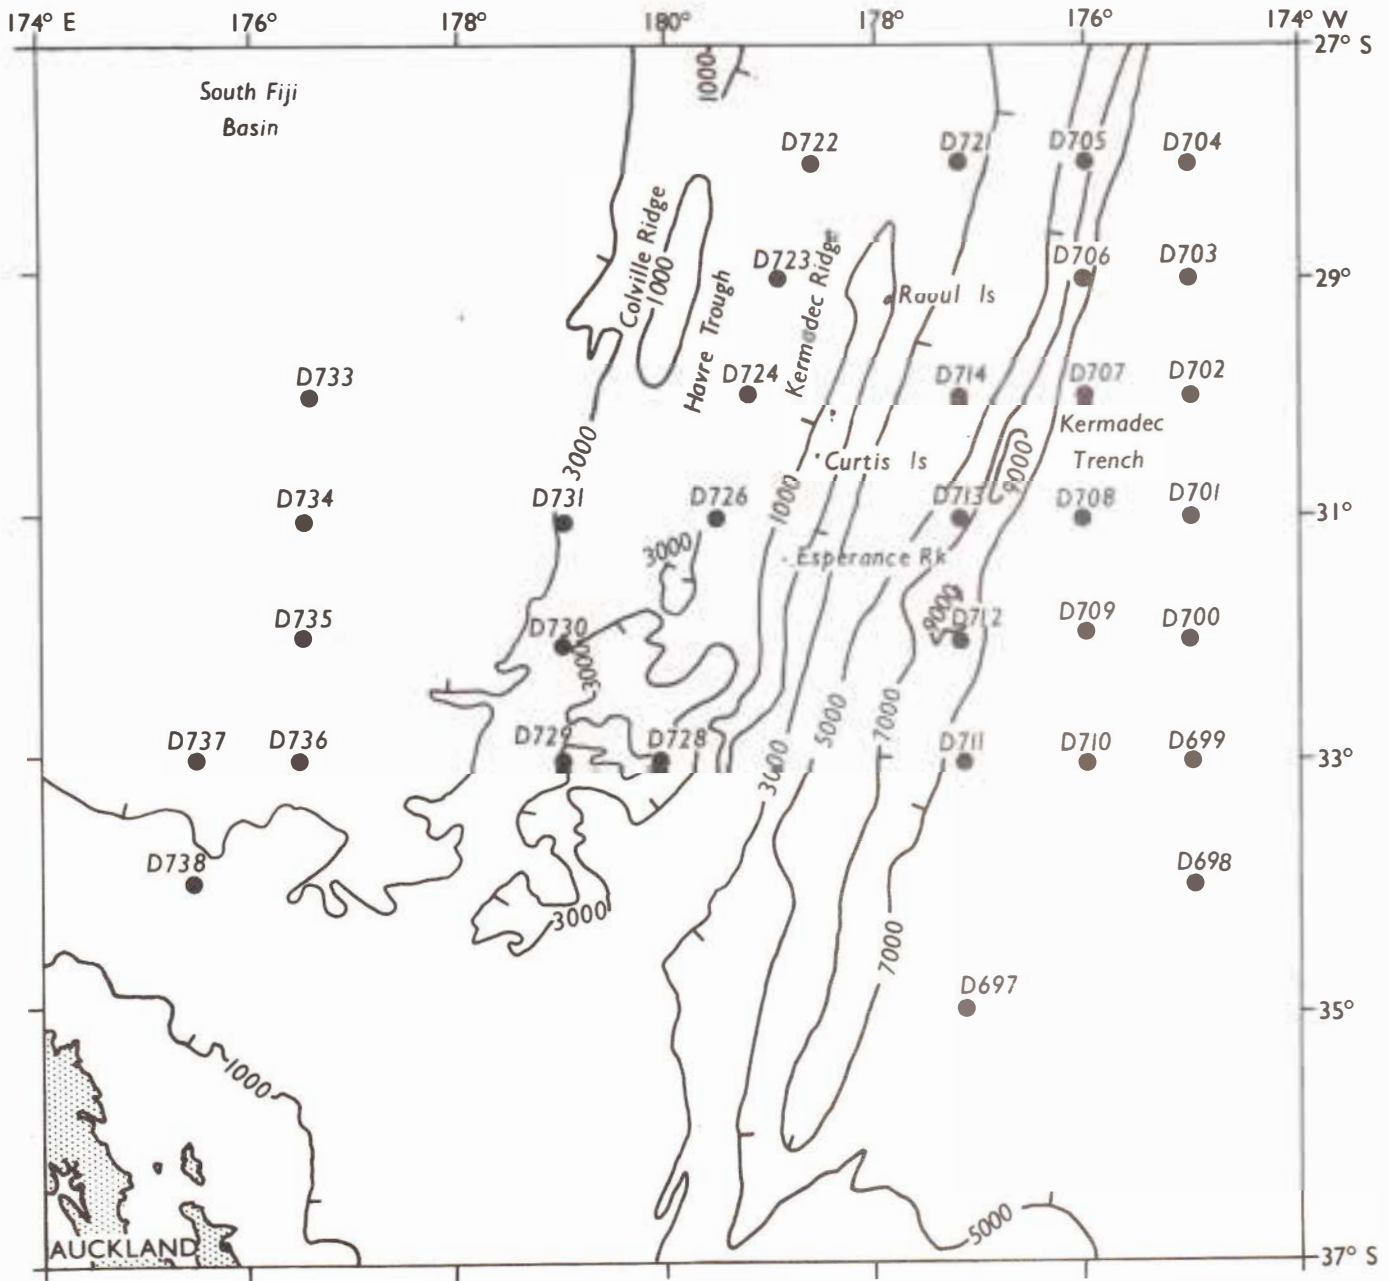 174° E 176° 178° 180° 178° 176° 174° W
27° S
1000
South Fiji
Basin
D722 D721 D705 D704
Colville Ridge
1000
Havre Trough
D723
Kermadec Ridge
D706 D703
29°
Raoul Is
D733 D724 D714 D707 D702
3000
Kermadec
Trench
9000
Curtis Is
1000
D734 D731 D726 D713 D708 D701
31°
3000
Esperance Rk
D735 D730 9000 D712 D709 D700
3000
5000
7000
D737 D736 D729 D728 D711 D710 D699
33°
3000
D738 D698
3000
7000
D697
35°
1000
5000
AUCKLAND
37° S